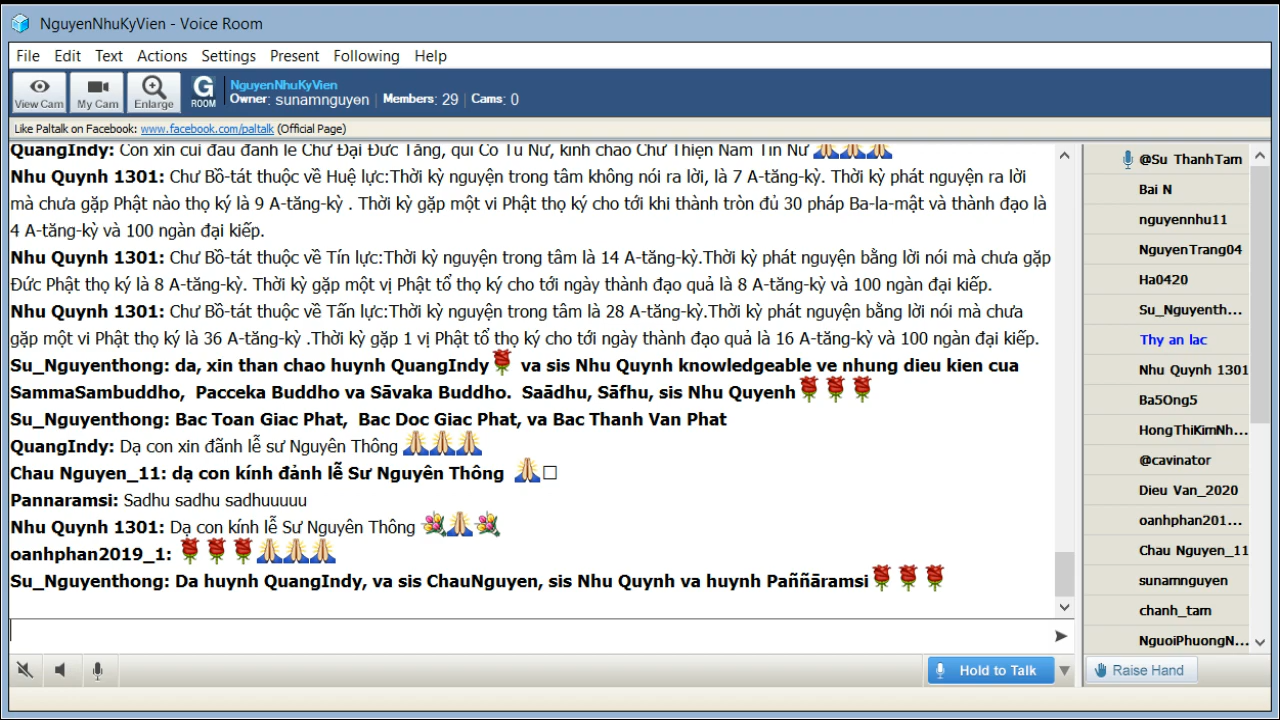 NguyenNhuKyVien - Voice Room
File Edit Text Actions Settings Present Following Help
View Cam My Cam Enlarge G ROOM
NguyenNhuKyVien
Owner: sunamnguyen | Members: 29 | Cams: 0
Like Paltalk on Facebook: www.facebook.com/paltalk (Official Page)
QuangIndy: Con xin cúi đầu đãnh lễ Chư Đại Đức Tăng, quí Cô Tu Nữ, kính chào Chư Thiện Nam Tín Nữ
Nhu Quynh 1301: Chư Bồ-tát thuộc về Huệ lực:Thời kỳ nguyện trong tâm không nói ra lời, là 7 A-tăng-kỳ. Thời kỳ phát nguyện ra lời
mà chưa gặp Phật nào thọ ký là 9 A-tăng-kỳ . Thời kỳ gặp một vi Phật thọ ký cho tới khi thành tròn đủ 30 pháp Ba-la-mật và thành đạo là
4 A-tăng-kỳ và 100 ngàn đại kiếp.
Nhu Quynh 1301: Chư Bồ-tát thuộc về Tín lực:Thời kỳ nguyện trong tâm là 14 A-tăng-kỳ.Thời kỳ phát nguyện bằng lời nói mà chưa gặp
Đức Phật thọ ký là 8 A-tăng-kỳ. Thời kỳ gặp một vị Phật tổ thọ ký cho tới ngày thành đạo quả là 8 A-tăng-kỳ và 100 ngàn đại kiếp.
Nhu Quynh 1301: Chư Bồ-tát thuộc về Tấn lực:Thời kỳ nguyện trong tâm là 28 A-tăng-kỳ.Thời kỳ phát nguyện bằng lời nói mà chưa
gặp một vi Phật thọ ký là 36 A-tăng-kỳ .Thời kỳ gặp 1 vị Phật tổ thọ ký cho tới ngày thành đạo quả là 16 A-tăng-kỳ và 100 ngàn đại kiếp.
Su_Nguyenthong: da, xin than chao huynh QuangIndy va sis Nhu Quynh knowledgeable ve nhung dieu kien cua
SammaSambuddho, Pacceka Buddho va Sāvaka Buddho. Saādhu, Sāfhu, sis Nhu Quyenh
Su_Nguyenthong: Bac Toan Giac Phat, Bac Doc Giac Phat, va Bac Thanh Van Phat
QuangIndy: Dạ con xin đãnh lễ sư Nguyên Thông
Chau Nguyen_11: dạ con kính đảnh lễ Sư Nguyên Thông
Pannaramsi: Sadhu sadhu sadhuuuuu
Nhu Quynh 1301: Dạ con kính lễ Sư Nguyên Thông
oanhphan2019_1:
Su_Nguyenthong: Da huynh QuangIndy, va sis ChauNguyen, sis Nhu Quynh va huynh Paññāramsi
Hold to Talk
@Su ThanhTam
Bai N
nguyennhu11
NguyenTrang04
Ha0420
Su_Nguyenth...
Thy an lac
Nhu Quynh 1301
Ba5Ong5
HongThiKimNh...
@cavinator
Dieu Van_2020
oanhphan201...
Chau Nguyen_11
sunamnguyen
chanh_tam
NguoiPhuongN...
Raise Hand